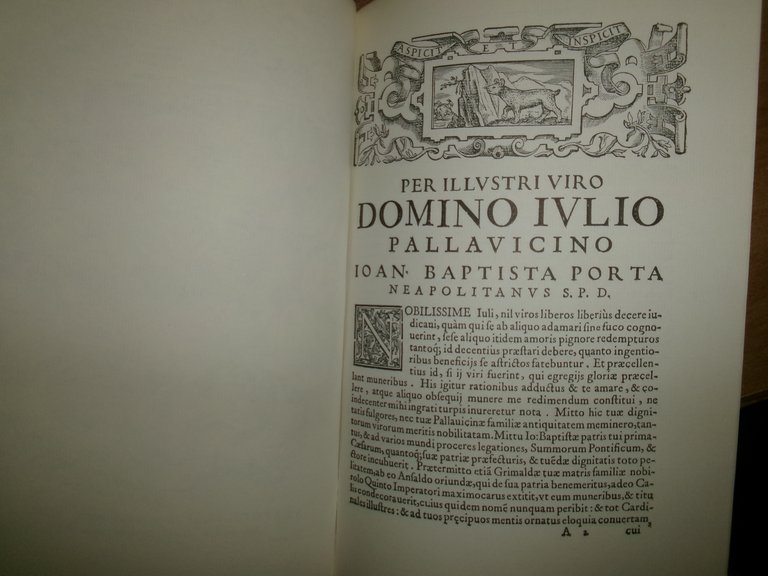 ASPICIT ET INSPICIT
PER ILLVSTRI VIRO
DOMINO IVLIO
PALLAVICINO
IOAN. BAPTISTA PORTA
NEAPOLITANVS S. P. D.
NOBILISSIME Iuli, nil viros liberos liberiùs decere iu-
dicani, quàm qui se ab aliquo adamari sine fuco cogno-
uerint, sese aliquo itidem amoris pignore redempturos
tantoq; id decentius præstari debere, quanto ingentio-
ribus beneficijs se astrictos fatebuntur. Et præcellen-
tius id, si ij viri fuerint, qui egregijs gloriæ præcel-
lant muneribus. His igitur rationibus adductus & te amare, & co-
lere, atque aliquo obsequij munere me redimendum constitui, ne
indecenter mihi ingrati turpis inureretur nota. Mitto hic tuæ digni-
tatis fulgores, nec tuæ Pallauicinæ familiæ antiquitatem meminero, tan-
torum virorum meritis nobilitatam. Mittu Io: Baptistæ patris tui prima-
tus, & ad varios mundi proceres legationes, Summorum Pontificum, &
Cæsarum, quantoq; suæ patriæ præfecturis, & tuẽdæ dignitatis toto pe-
ctore incubuerit. Prætermitto etiã Grimaldæ tuæ matris familiæ nobi-
litatem, ab eo Ansaldo oriundæ, qui de sua patria benemeritus, adeo Ca-
rolo Quinto Imperatori maximo carus extitit, vt eum muneribus, & titu
lis condecorauerit, cuius quidem nomẽ nunquam peribit: & tot Cardi-
nales illustres: & ad tuos pręcipuos mentis ornatus eloquia conuertam,
A 2 cui